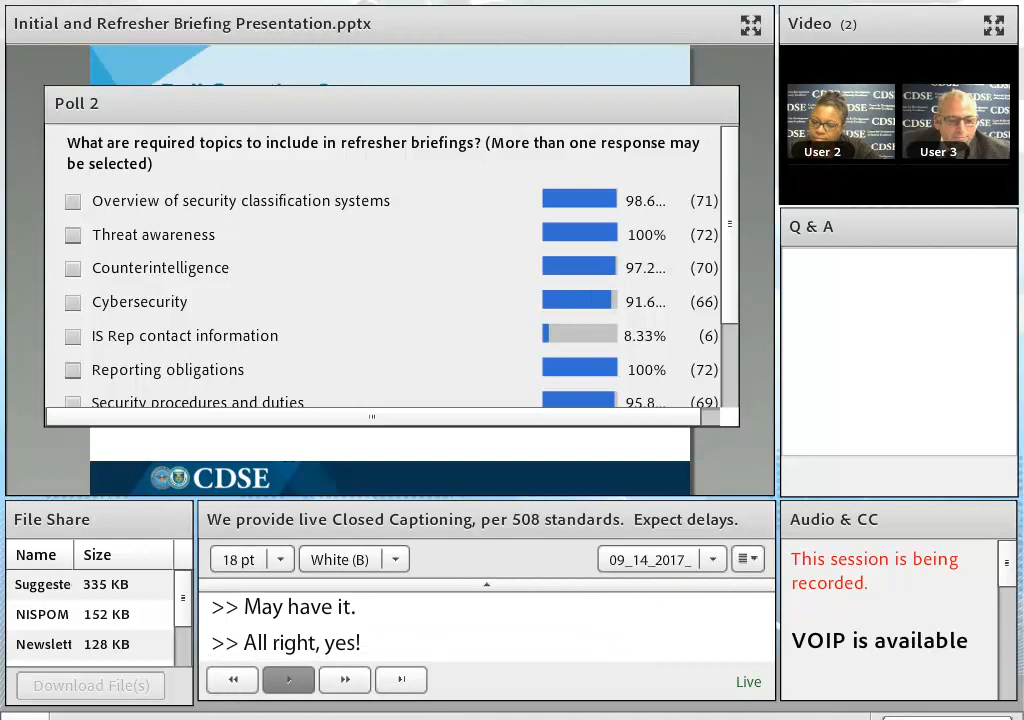 Initial and Refresher Briefing Presentation.pptx
Poll 2
What are required topics to include in refresher briefings? (More than one response may
be selected)
Overview of security classification systems 98.6... (71)
Threat awareness 100% (72)
Counterintelligence 97.2... (70)
Cybersecurity 91.6... (66)
IS Rep contact information 8.33% (6)
Reporting obligations 100% (72)
Security procedures and duties 95.8... (69)
CDSE
Video (2)
CDSE
CDSE
CDSE
User 2
User 3
Q & A
File Share
Name Size
Suggeste 335 KB
NISPOM 152 KB
Newslett 128 KB
Download File(s)
We provide live Closed Captioning, per 508 standards. Expect delays.
18 pt White (B) 09_14_2017_
>> May have it.
>> All right, yes!
Live
Audio & CC
This session is being
recorded.
VOIP is available